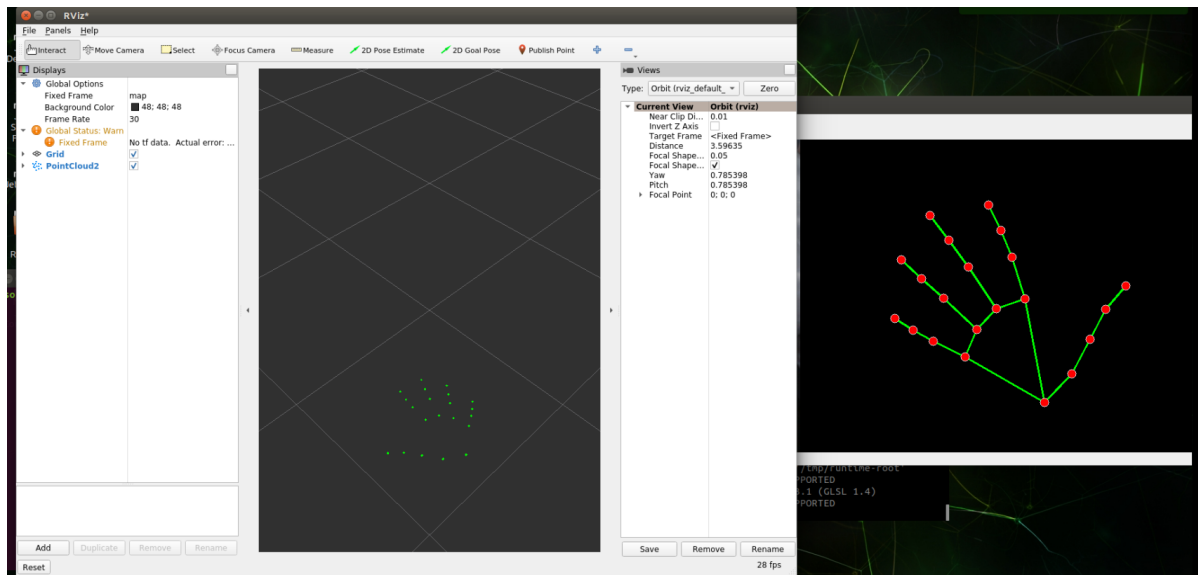 RViz*
File Panels Help
Interact Move Camera Select Focus Camera Measure 2D Pose Estimate 2D Goal Pose Publish Point
Displays
Global Options
Fixed Frame map
Background Color 48; 48; 48
Frame Rate 30
Global Status: Warn
Fixed Frame No tf data. Actual error: ...
Grid
PointCloud2
Add Duplicate Remove Rename
Reset
Views
Type: Orbit (rviz_default_ Zero
Current View Orbit (rviz)
Near Clip Di... 0.01
Invert Z Axis
Target Frame <Fixed Frame>
Distance 3.59635
Focal Shape... 0.05
Focal Shape...
Yaw 0.785398
Pitch 0.785398
Focal Point 0; 0; 0
Save Remove Rename
28 fps
/tmp/runtime-root'
PPORTED
3.1 (GLSL 1.4)
PPORTED